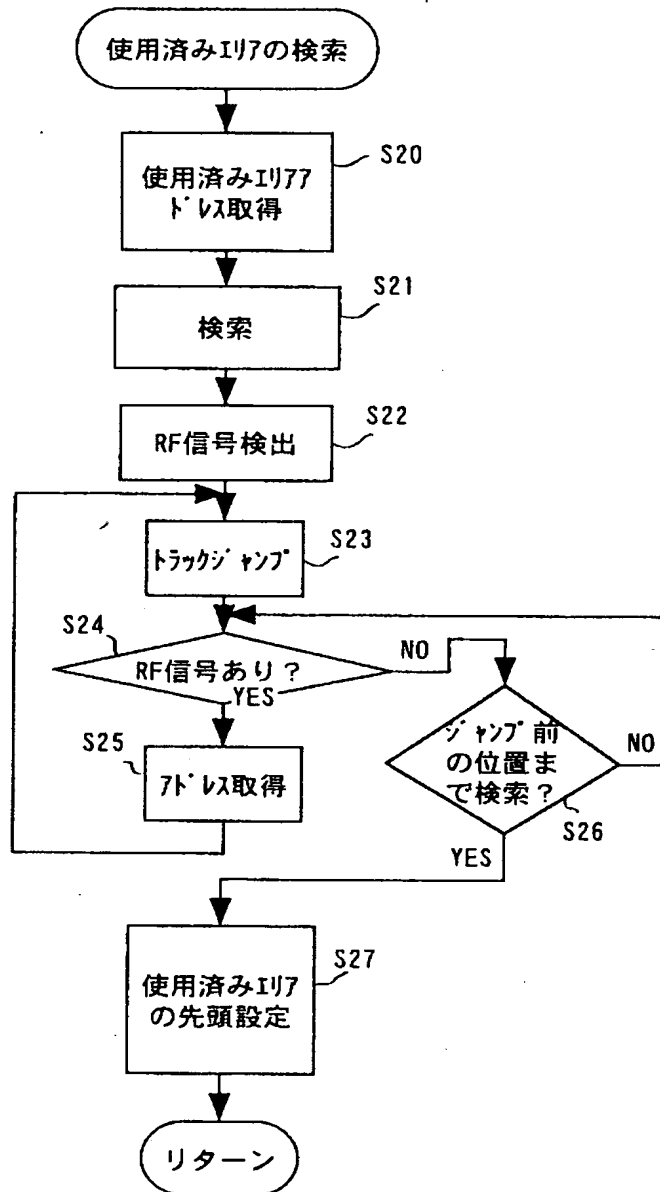 使用済みｴﾘｱの検索
S20
使用済みエリアア
ﾄﾞﾚｽ取得
S21
検索
S22
RF信号検出
S23
ﾄﾗｯｸｼﾞｬﾝﾌﾟ
S24
RF信号あり？
NO
YES
S25
ｱﾄﾞﾚｽ取得
ｼﾞｬﾝﾌﾟ前
の位置ま
で検索？
NO
S26
YES
S27
使用済みｴﾘｱ
の先頭設定
リターン